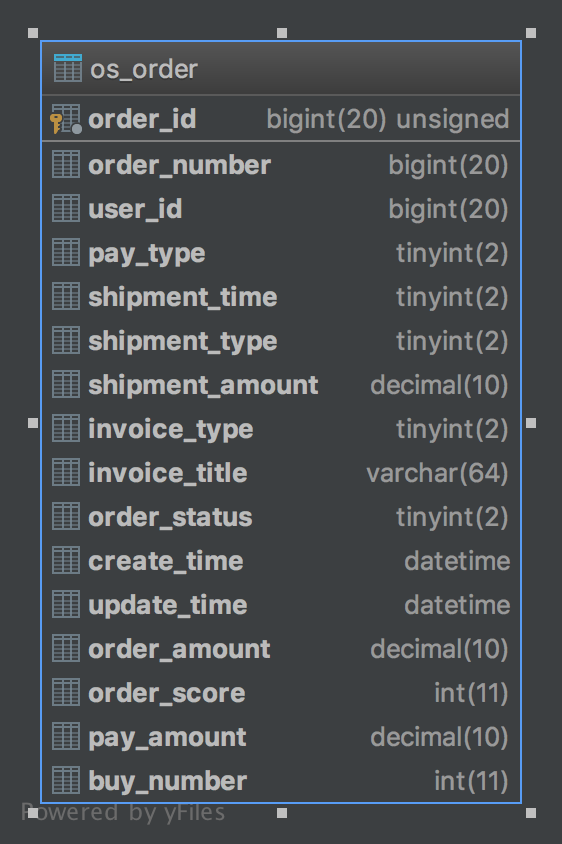 os_order
order_id bigint(20) unsigned
order_number bigint(20)
user_id bigint(20)
pay_type tinyint(2)
shipment_time tinyint(2)
shipment_type tinyint(2)
shipment_amount decimal(10)
invoice_type tinyint(2)
invoice_title varchar(64)
order_status tinyint(2)
create_time datetime
update_time datetime
order_amount decimal(10)
order_score int(11)
pay_amount decimal(10)
buy_number int(11)
Powered by yFiles